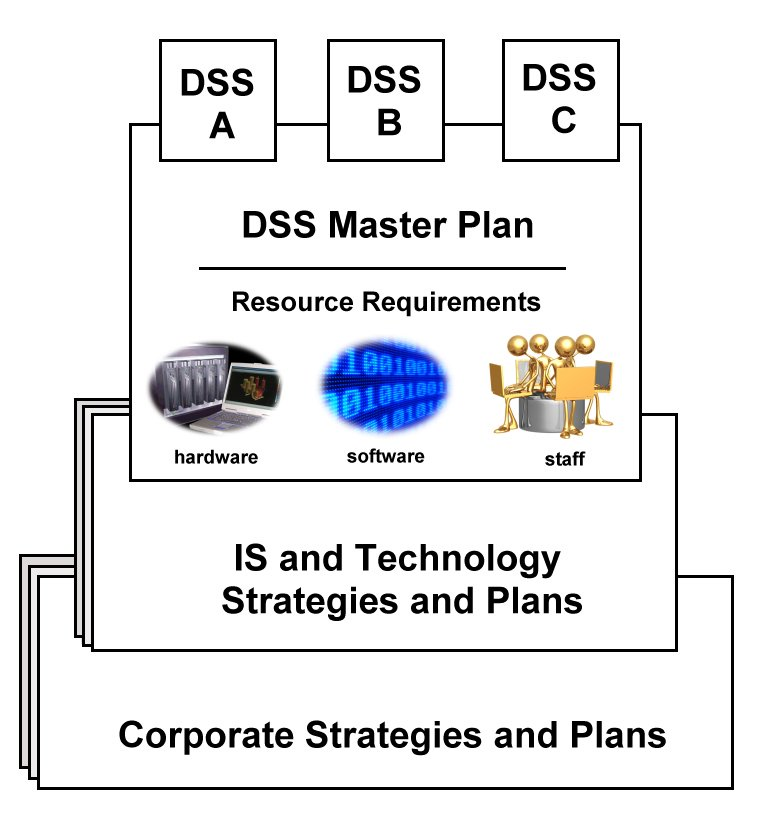 DSS
A
DSS
B
DSS
C
DSS Master Plan
Resource Requirements
hardware
software
staff
IS and Technology
Strategies and Plans
Corporate Strategies and Plans